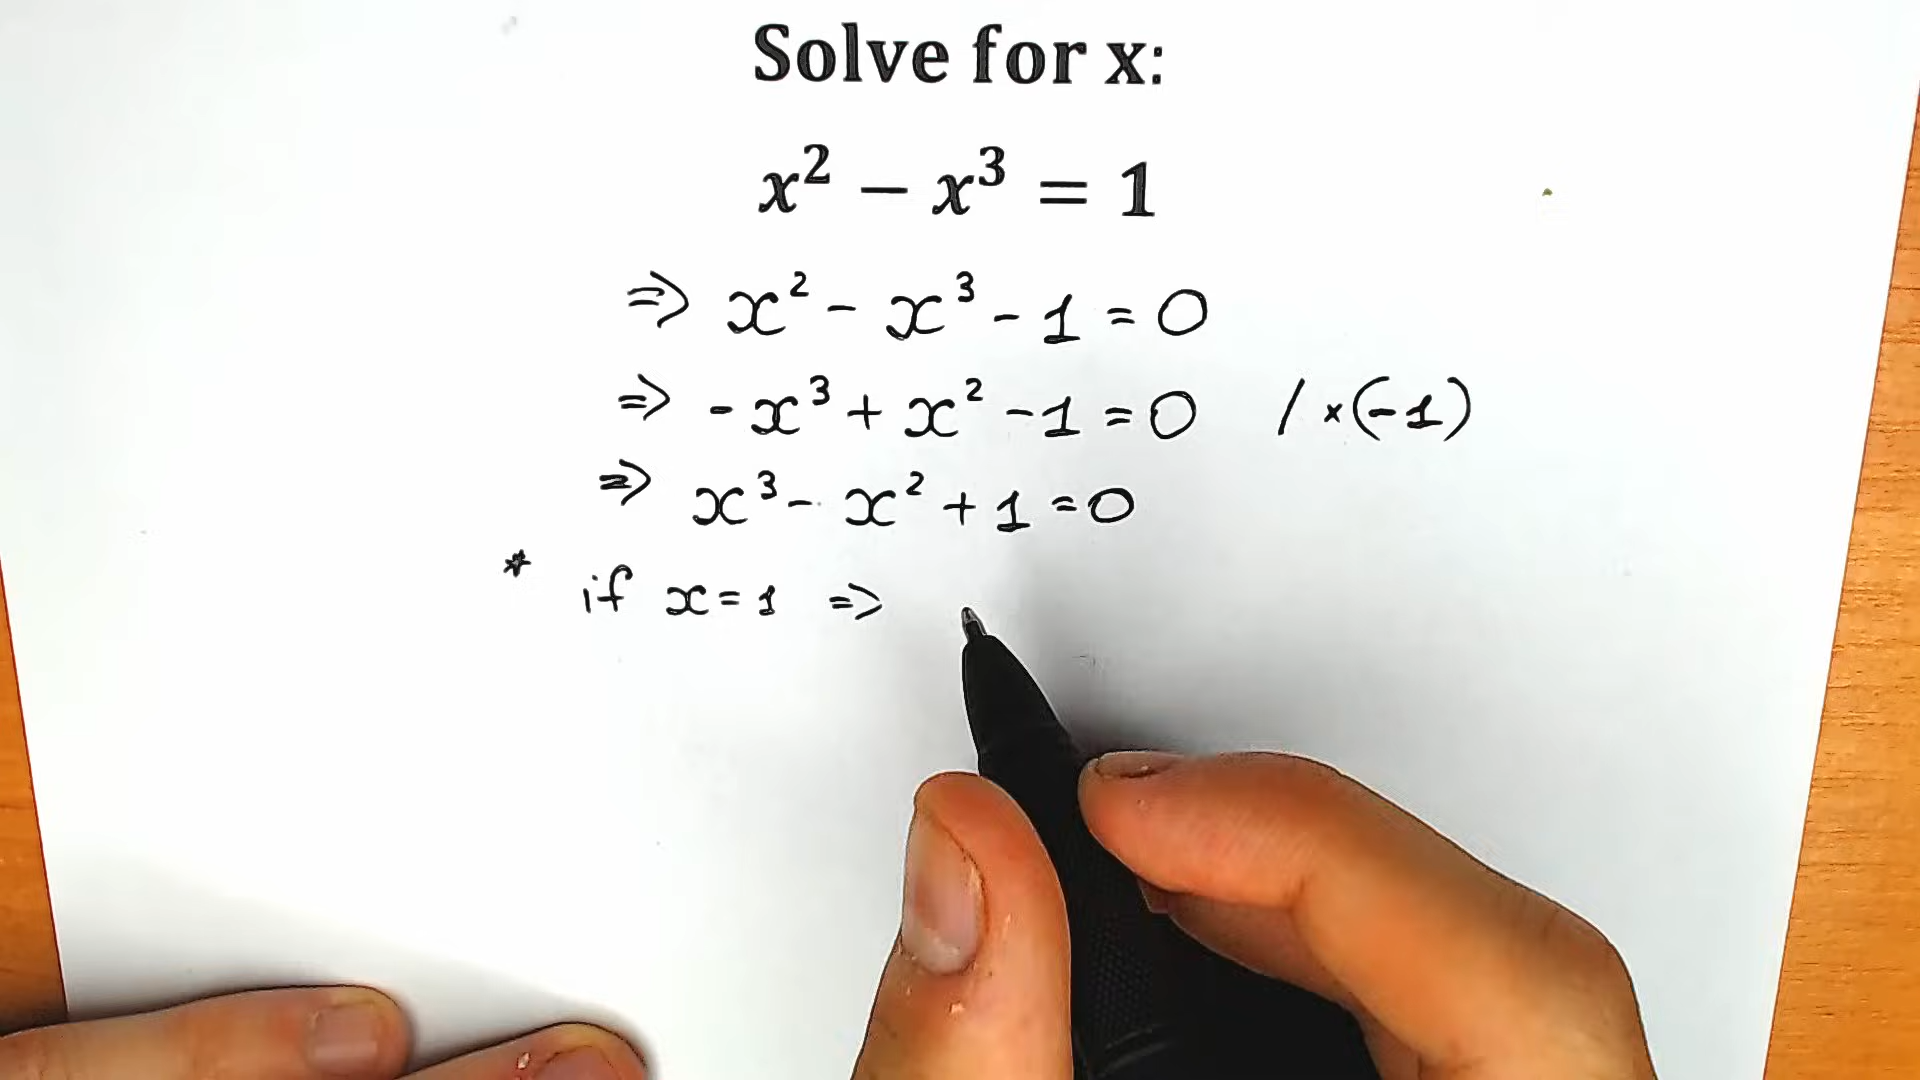 Solve for x:
x² − x³ = 1
⇒ x² - x³ - 1 = 0
⇒ -x³ + x² - 1 = 0 / ×(-1)
⇒ x³ - x² + 1 = 0
* if x = 1 ⇒